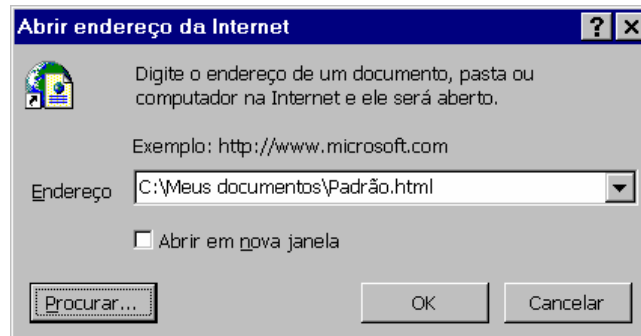 Abrir endereço da Internet
Digite o endereço de um documento, pasta ou
computador na Internet e ele será aberto.
Exemplo: http://www.microsoft.com
Endereço C:\Meus documentos\Padrão.html
Abrir em nova janela
Procurar... OK Cancelar